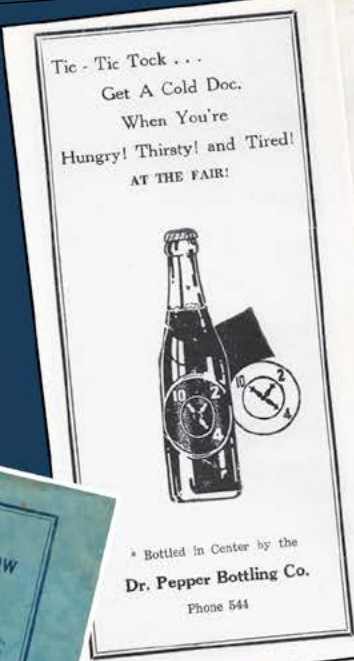 Tic - Tic Tock . . .
Get A Cold Doc.
When You're
Hungry! Thirsty! and Tired!
AT THE FAIR!
10 2
4
10 2
4
* Bottled in Center by the
Dr. Pepper Bottling Co.
Phone 544